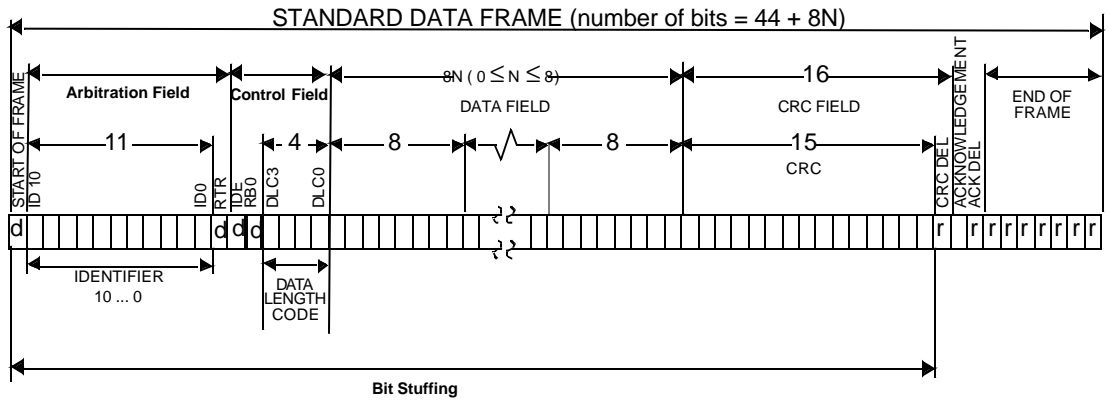 STANDARD DATA FRAME (number of bits = 44 + 8N)
8N ( 0 ≤ N ≤ 8)
16
Arbitration Field
Control Field
DATA FIELD
CRC FIELD
END OF
FRAME
11
4
8
8
15
CRC
START OF FRAME
ID 10
ID0
RTR
IDE
RB0
DLC3
DLC0
CRC DEL
ACKNOWLEDGEMENT
ACK DEL
d d d d r r r r r r r r r
IDENTIFIER
10 ... 0
DATA
LENGTH
CODE
Bit Stuffing